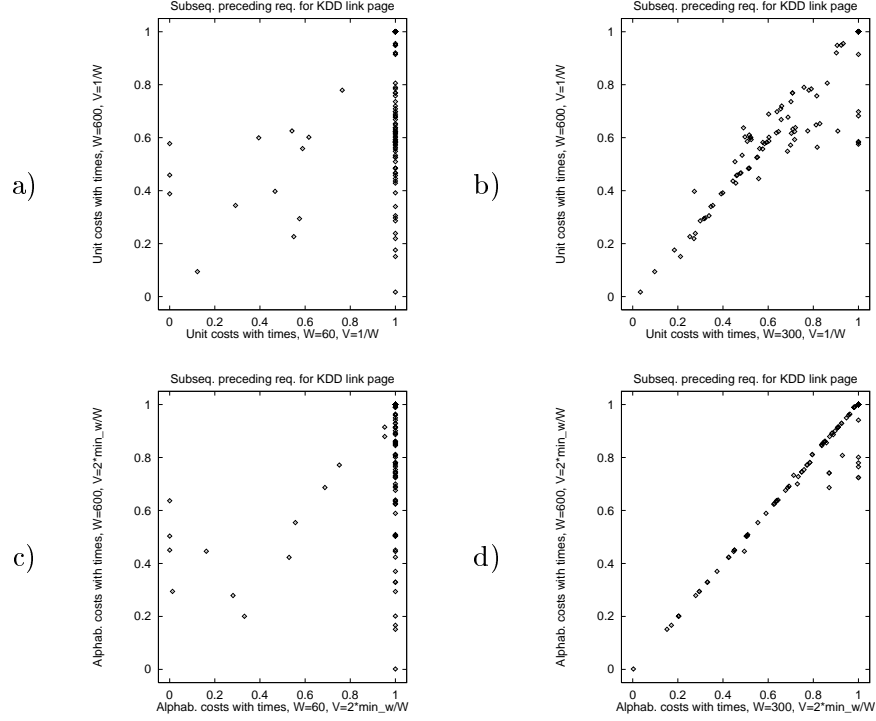 Subseq. preceding req. for KDD link page
Unit costs with times, W=600, V=1/W
1
0.8
0.6
0.4
0.2
0
0 0.2 0.4 0.6 0.8 1
Unit costs with times, W=60, V=1/W
a)
Subseq. preceding req. for KDD link page
Unit costs with times, W=600, V=1/W
1
0.8
0.6
0.4
0.2
0
0 0.2 0.4 0.6 0.8 1
Unit costs with times, W=300, V=1/W
b)
Subseq. preceding req. for KDD link page
Alphab. costs with times, W=600, V=2*min_w/W
1
0.8
0.6
0.4
0.2
0
0 0.2 0.4 0.6 0.8 1
Alphab. costs with times, W=60, V=2*min_w/W
c)
Subseq. preceding req. for KDD link page
Alphab. costs with times, W=600, V=2*min_w/W
1
0.8
0.6
0.4
0.2
0
0 0.2 0.4 0.6 0.8 1
Alphab. costs with times, W=300, V=2*min_w/W
d)